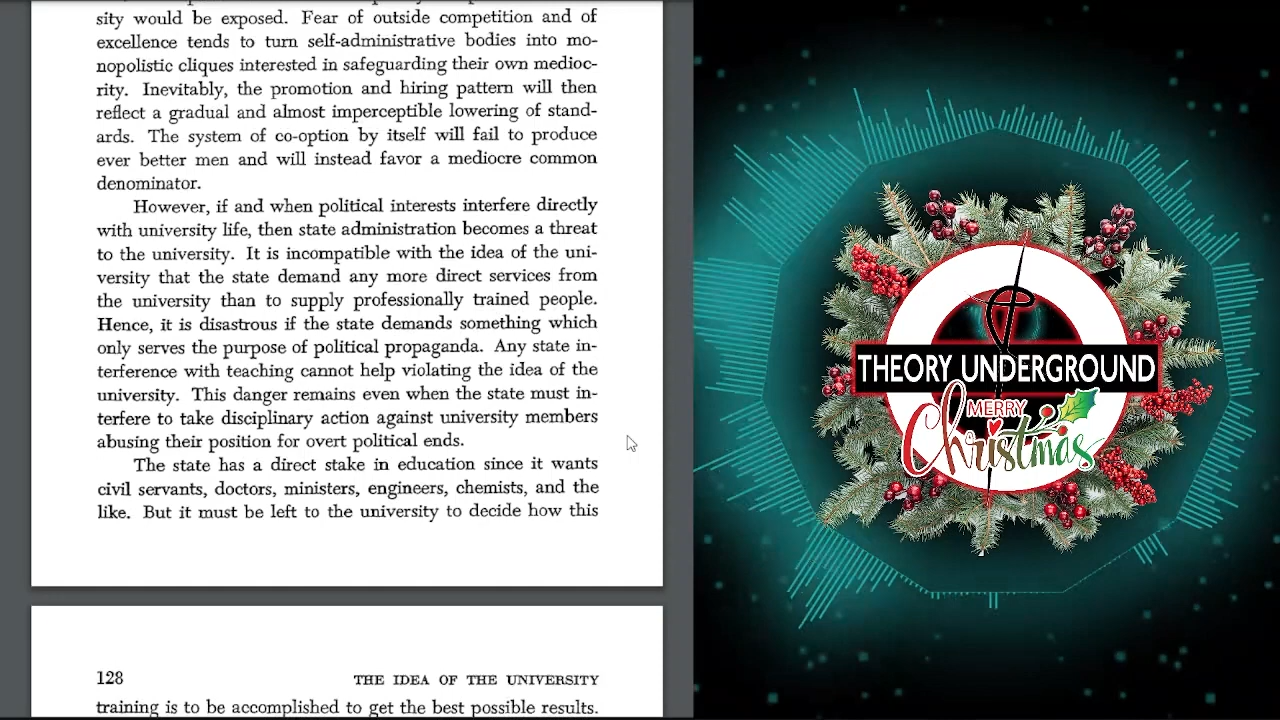 sity would be exposed. Fear of outside competition and of
excellence tends to turn self-administrative bodies into mo-
nopolistic cliques interested in safeguarding their own medioc-
rity. Inevitably, the promotion and hiring pattern will then
reflect a gradual and almost imperceptible lowering of stand-
ards. The system of co-option by itself will fail to produce
ever better men and will instead favor a mediocre common
denominator.
However, if and when political interests interfere directly
with university life, then state administration becomes a threat
to the university. It is incompatible with the idea of the uni-
versity that the state demand any more direct services from
the university than to supply professionally trained people.
Hence, it is disastrous if the state demands something which
only serves the purpose of political propaganda. Any state in-
terference with teaching cannot help violating the idea of the
university. This danger remains even when the state must in-
terfere to take disciplinary action against university members
abusing their position for overt political ends.
The state has a direct stake in education since it wants
civil servants, doctors, ministers, engineers, chemists, and the
like. But it must be left to the university to decide how this
128 THE IDEA OF THE UNIVERSITY
training is to be accomplished to get the best possible results.
THEORY UNDERGROUND
MERRY
Christmas